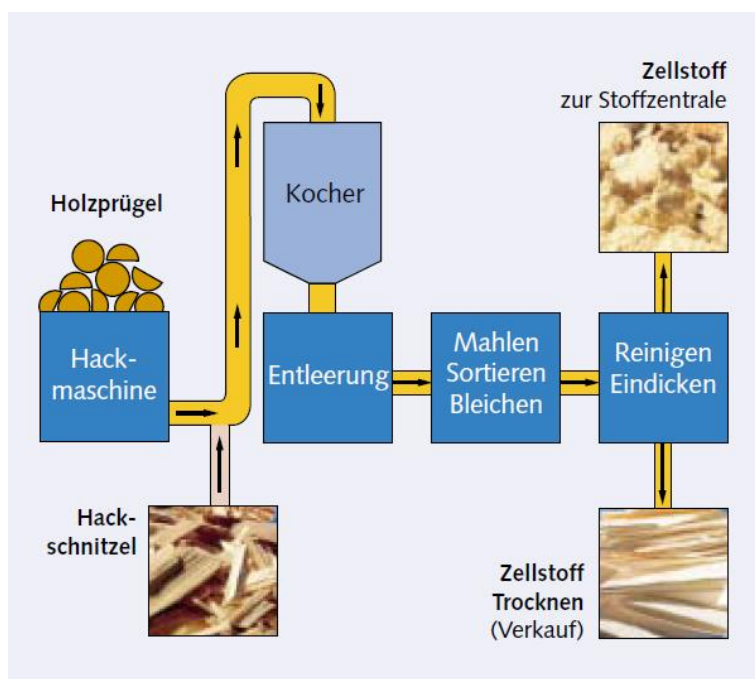 Zellstoff
zur Stoffzentrale
Kocher
Holzprügel
Hack-
maschine
Entleerung
Mahlen
Sortieren
Bleichen
Reinigen
Eindicken
Hack-
schnitzel
Zellstoff
Trocknen
(Verkauf)